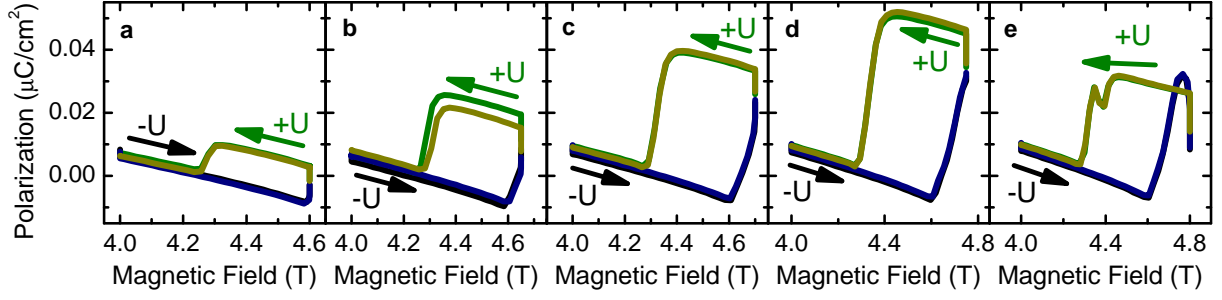 Polarization (μC/cm²)
0.04
0.02
0.00
a
-U
+U
4.0 4.2 4.4 4.6
Magnetic Field (T)
b
+U
-U
4.0 4.2 4.4 4.6
Magnetic Field (T)
c
+U
-U
4.0 4.2 4.4 4.6
Magnetic Field (T)
d
+U
-U
4.0 4.4 4.8
Magnetic Field (T)
e
+U
-U
4.0 4.4 4.8
Magnetic Field (T)